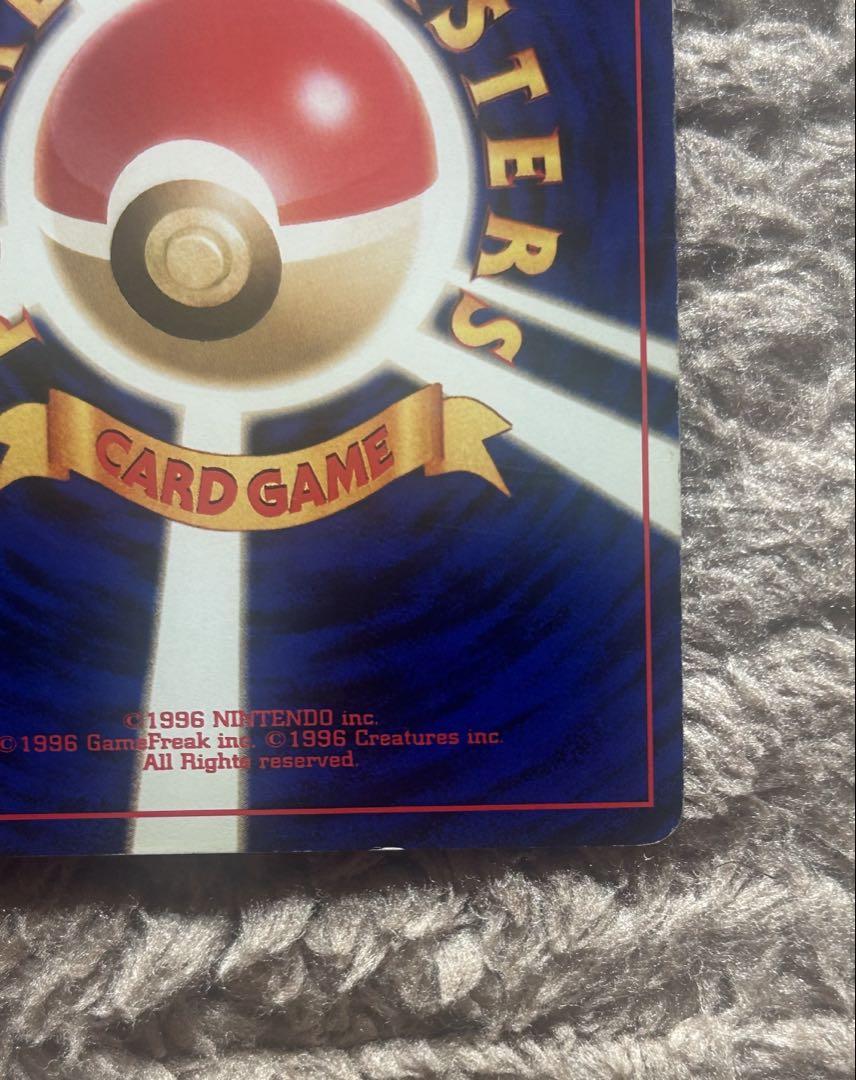 STERS
CARD GAME
©1996 NINTENDO inc.
©1996 GameFreak inc. ©1996 Creatures inc.
All Rights reserved.